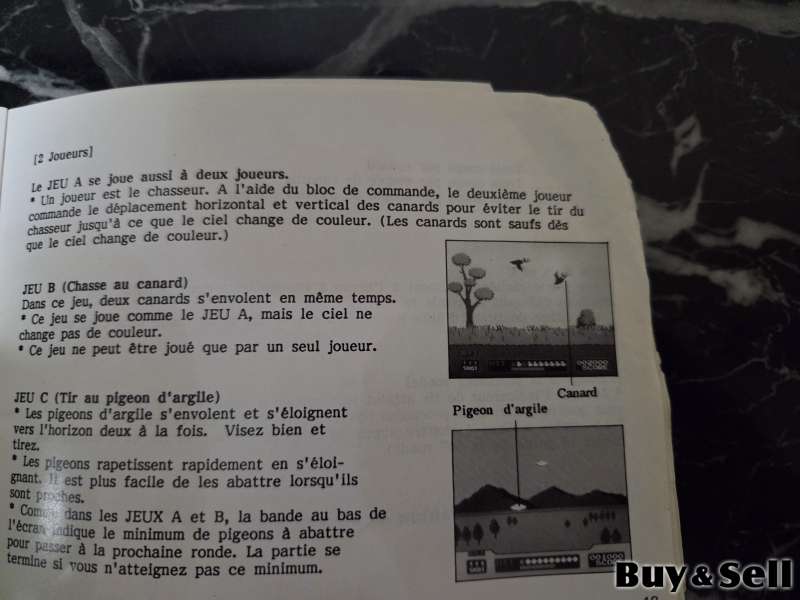 [2 Joueurs]
Le JEU A se joue aussi à deux joueurs.
* Un joueur est le chasseur. A l'aide du bloc de commande, le deuxième joueur
commande le déplacement horizontal et vertical des canards pour éviter le tir du
chasseur jusqu'à ce que le ciel change de couleur. (Les canards sont saufs dès
que le ciel change de couleur.)
JEU B (Chasse au canard)
Dans ce jeu, deux canards s'envolent en même temps.
* Ce jeu se joue comme le JEU A, mais le ciel ne
change pas de couleur.
* Ce jeu ne peut être joué que par un seul joueur.
Canard
JEU C (Tir au pigeon d'argile)
* Les pigeons d'argile s'envolent et s'éloignent
vers l'horizon deux à la fois. Visez bien et
tirez.
* Les pigeons rapetissent rapidement en s'éloi-
gnant. Il est plus facile de les abattre lorsqu'ils
sont proches.
* Comme dans les JEUX A et B, la bande au bas de
l'écran indique le minimum de pigeons à abattre
pour passer à la prochaine ronde. La partie se
termine si vous n'atteignez pas ce minimum.
Pigeon d'argile
Buy & Sell